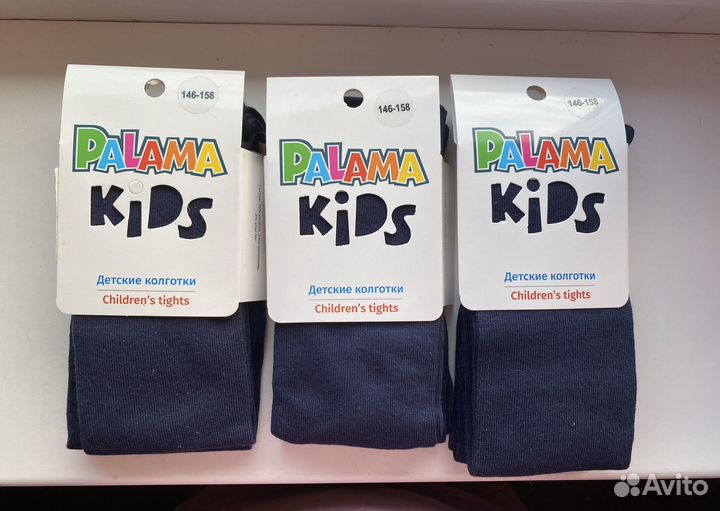 146-158
PALAMA
KiDS
Детские колготки
Children's tights
146-158
PALAMA
KiDS
Детские колготки
Children's tights
146-158
PALAMA
KiDS
Детские колготки
Children's tights
Avito